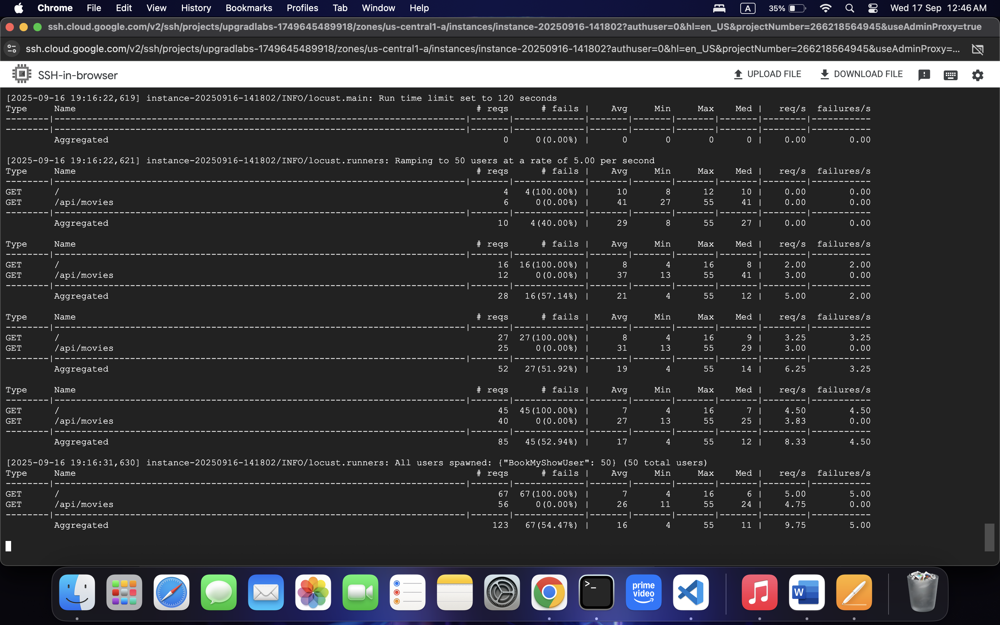 Chrome File Edit View History Bookmarks Profiles Tab Window Help A 35% Wed 17 Sep 12:46 AM
ssh.cloud.google.com/v2/ssh/projects/upgradlabs-1749645489918/zones/us-central1-a/instances/instance-20250916-141802?authuser=0&hl=en_US&projectNumber=266218564945&useAdminProxy=true
ssh.cloud.google.com/v2/ssh/projects/upgradlabs-1749645489918/zones/us-central1-a/instances/instance-20250916-141802?authuser=0&hl=en_US&projectNumber=266218564945&useAdminProxy=...
SSH-in-browser UPLOAD FILE DOWNLOAD FILE
[2025-09-16 19:16:22,619] instance-20250916-141802/INFO/locust.main: Run time limit set to 120 seconds
Type Name # reqs # fails | Avg Min Max Med | req/s failures/s
--------|-----------------------------------------------------------------------------|-------|-------------|-------|-------|-------|-------|--------|-----------
--------|-----------------------------------------------------------------------------|-------|-------------|-------|-------|-------|-------|--------|-----------
Aggregated 0 0(0.00%) | 0 0 0 0 | 0.00 0.00
[2025-09-16 19:16:22,621] instance-20250916-141802/INFO/locust.runners: Ramping to 50 users at a rate of 5.00 per second
Type Name # reqs # fails | Avg Min Max Med | req/s failures/s
--------|-----------------------------------------------------------------------------|-------|-------------|-------|-------|-------|-------|--------|-----------
GET / 4 4(100.00%) | 10 8 12 10 | 0.00 0.00
GET /api/movies 6 0(0.00%) | 41 27 55 41 | 0.00 0.00
--------|-----------------------------------------------------------------------------|-------|-------------|-------|-------|-------|-------|--------|-----------
Aggregated 10 4(40.00%) | 29 8 55 27 | 0.00 0.00
Type Name # reqs # fails | Avg Min Max Med | req/s failures/s
--------|-----------------------------------------------------------------------------|-------|-------------|-------|-------|-------|-------|--------|-----------
GET / 16 16(100.00%) | 8 4 16 8 | 2.00 2.00
GET /api/movies 12 0(0.00%) | 37 13 55 41 | 3.00 0.00
--------|-----------------------------------------------------------------------------|-------|-------------|-------|-------|-------|-------|--------|-----------
Aggregated 28 16(57.14%) | 21 4 55 12 | 5.00 2.00
Type Name # reqs # fails | Avg Min Max Med | req/s failures/s
--------|-----------------------------------------------------------------------------|-------|-------------|-------|-------|-------|-------|--------|-----------
GET / 27 27(100.00%) | 8 4 16 9 | 3.25 3.25
GET /api/movies 25 0(0.00%) | 31 13 55 29 | 3.00 0.00
--------|-----------------------------------------------------------------------------|-------|-------------|-------|-------|-------|-------|--------|-----------
Aggregated 52 27(51.92%) | 19 4 55 14 | 6.25 3.25
Type Name # reqs # fails | Avg Min Max Med | req/s failures/s
--------|-----------------------------------------------------------------------------|-------|-------------|-------|-------|-------|-------|--------|-----------
GET / 45 45(100.00%) | 7 4 16 7 | 4.50 4.50
GET /api/movies 40 0(0.00%) | 27 13 55 25 | 3.83 0.00
--------|-----------------------------------------------------------------------------|-------|-------------|-------|-------|-------|-------|--------|-----------
Aggregated 85 45(52.94%) | 17 4 55 12 | 8.33 4.50
[2025-09-16 19:16:31,630] instance-20250916-141802/INFO/locust.runners: All users spawned: {"BookMyShowUser": 50} (50 total users)
Type Name # reqs # fails | Avg Min Max Med | req/s failures/s
--------|-----------------------------------------------------------------------------|-------|-------------|-------|-------|-------|-------|--------|-----------
GET / 67 67(100.00%) | 7 4 16 6 | 5.00 5.00
GET /api/movies 56 0(0.00%) | 26 11 55 24 | 4.75 0.00
--------|-----------------------------------------------------------------------------|-------|-------------|-------|-------|-------|-------|--------|-----------
Aggregated 123 67(54.47%) | 16 4 55 11 | 9.75 5.00
>_
prime
video
W